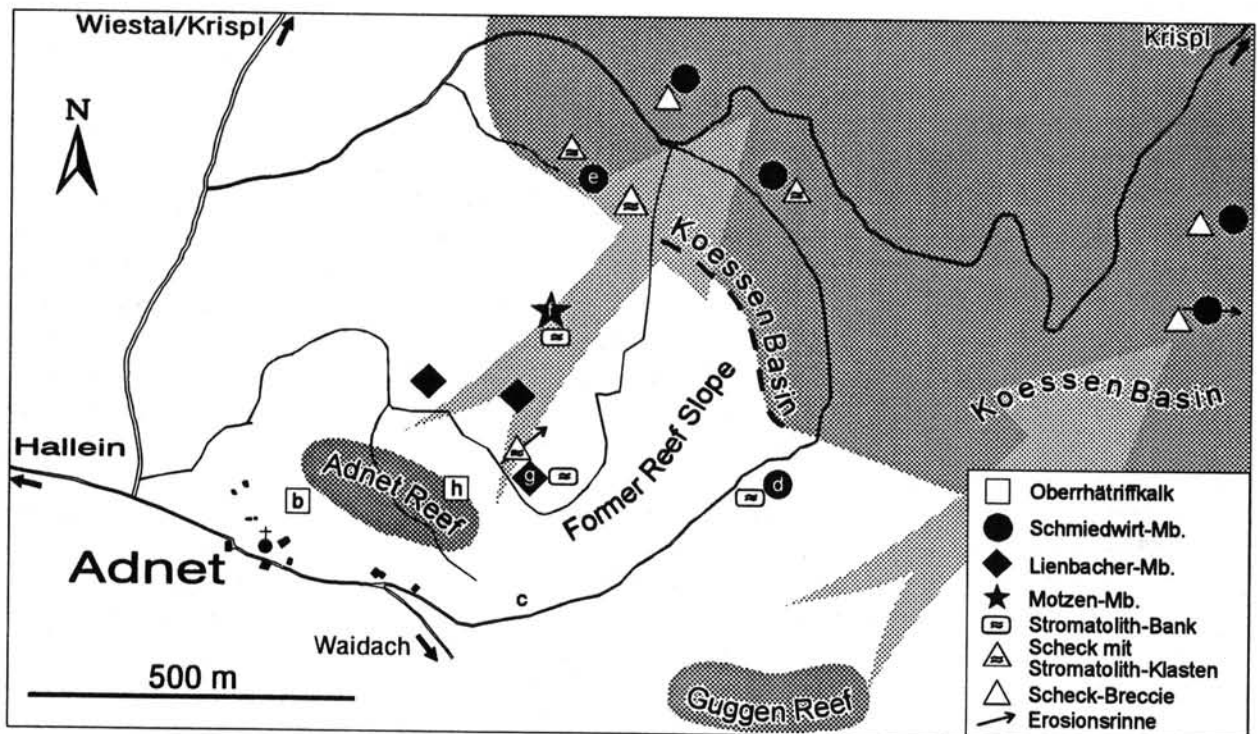 Wiestal/Krispl
Krispl
N
e
Koessen Basin
i
Koessen Basin
Former Reef Slope
Hallein
Adnet Reef
b
h
g
d
Adnet
c
Waidach
500 m
Guggen Reef
Oberrhätriffkalk
Schmiedwirt-Mb.
Lienbacher-Mb.
Motzen-Mb.
Stromatolith-Bank
Scheck mit
Stromatolith-Klasten
Scheck-Breccie
Erosionsrinne